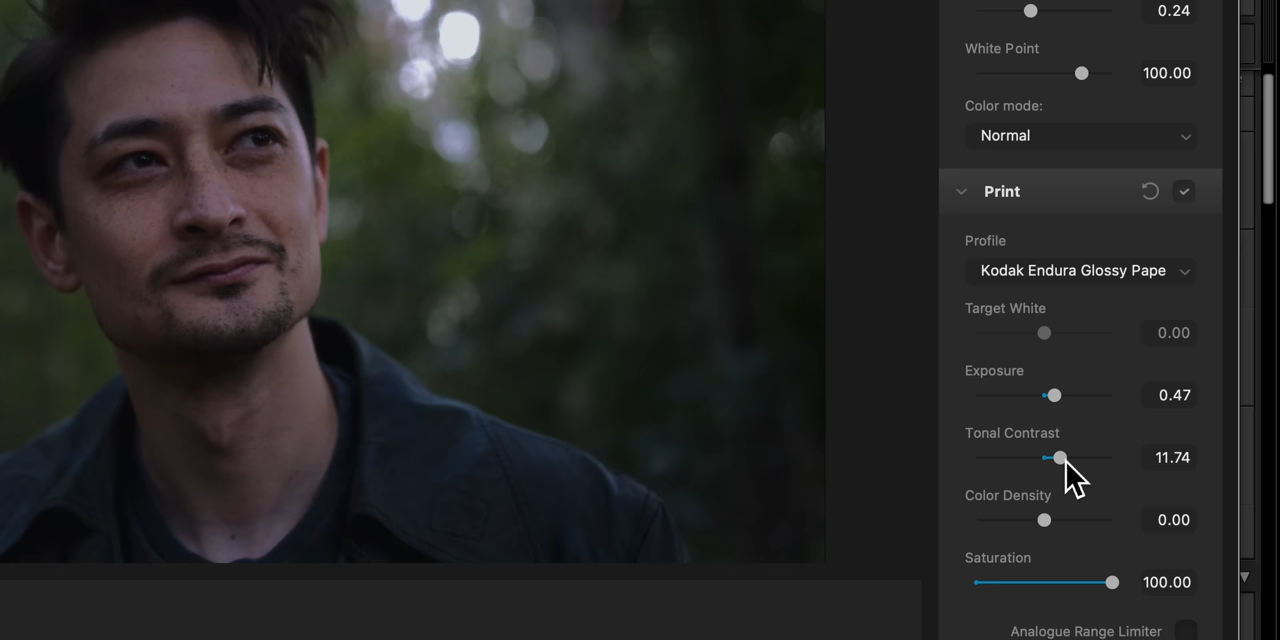 0.24
White Point
100.00
Color mode:
Normal
Print
Profile
Kodak Endura Glossy Pape
Target White
0.00
Exposure
0.47
Tonal Contrast
11.74
Color Density
0.00
Saturation
100.00
Analogue Range Limiter